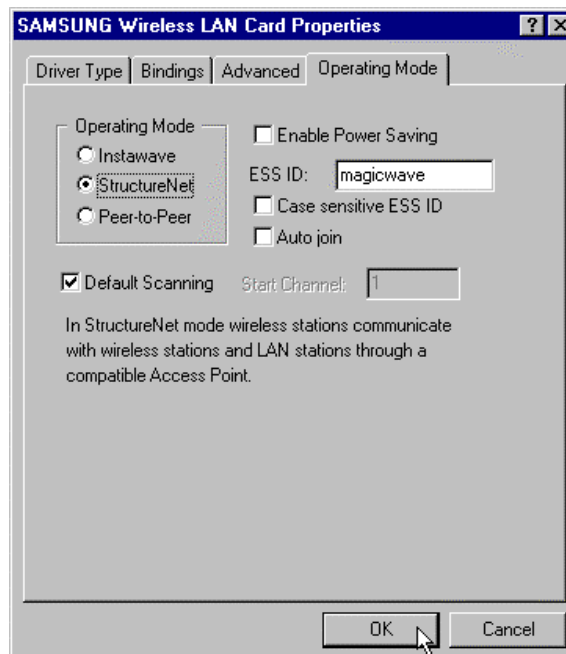 SAMSUNG Wireless LAN Card Properties
Driver Type Bindings Advanced Operating Mode
Operating Mode
Instawave
StructureNet
Peer-to-Peer
Enable Power Saving
ESS ID: magicwave
Case sensitive ESS ID
Auto join
Default Scanning Start Channel: 1
In StructureNet mode wireless stations communicate
with wireless stations and LAN stations through a
compatible Access Point.
OK Cancel